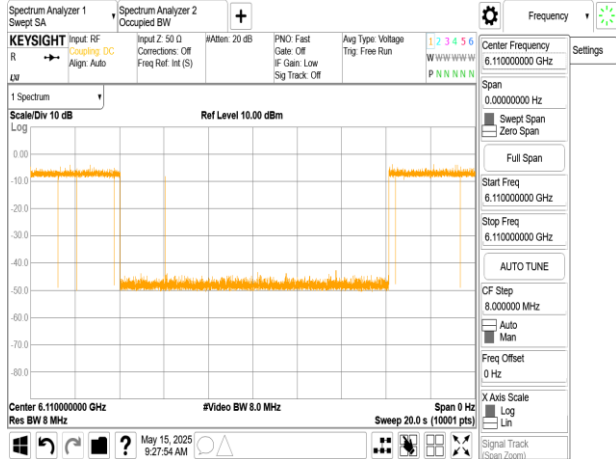 Spectrum Analyzer 1
Swept SA
Spectrum Analyzer 2
Occupied BW
+
Frequency
KEYSIGHT
R
Input: RF
Coupling: DC
Align: Auto
Input Z: 50 Ω
Corrections: Off
Freq Ref: Int (S)
#Atten: 20 dB
PNO: Fast
Gate: Off
IF Gain: Low
Sig Track: Off
Avg Type: Voltage
Trig: Free Run
1 2 3 4 5 6
W W W W W W
P N N N N N
1 Spectrum
Scale/Div 10 dB
Ref Level 10.00 dBm
Log
0.00
-10.0
-20.0
-30.0
-40.0
-50.0
-60.0
-70.0
-80.0
Center 6.110000000 GHz
#Video BW 8.0 MHz
Span 0 Hz
Res BW 8 MHz
Sweep 20.0 s (10001 pts)
?
May 15, 2025
9:27:54 AM
Center Frequency
6.110000000 GHz
Span
0.00000000 Hz
Swept Span
Zero Span
Full Span
Start Freq
6.110000000 GHz
Stop Freq
6.110000000 GHz
AUTO TUNE
CF Step
8.000000 MHz
Auto
Man
Freq Offset
0 Hz
X Axis Scale
Log
Lin
Signal Track
(Span Zoom)
Settings